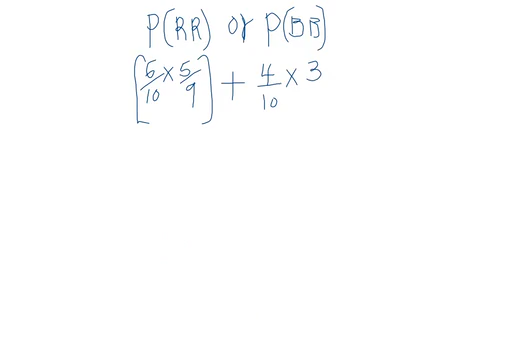 P(RR) or P(BB)
[6/10 × 5/9] + 4/10 × 3